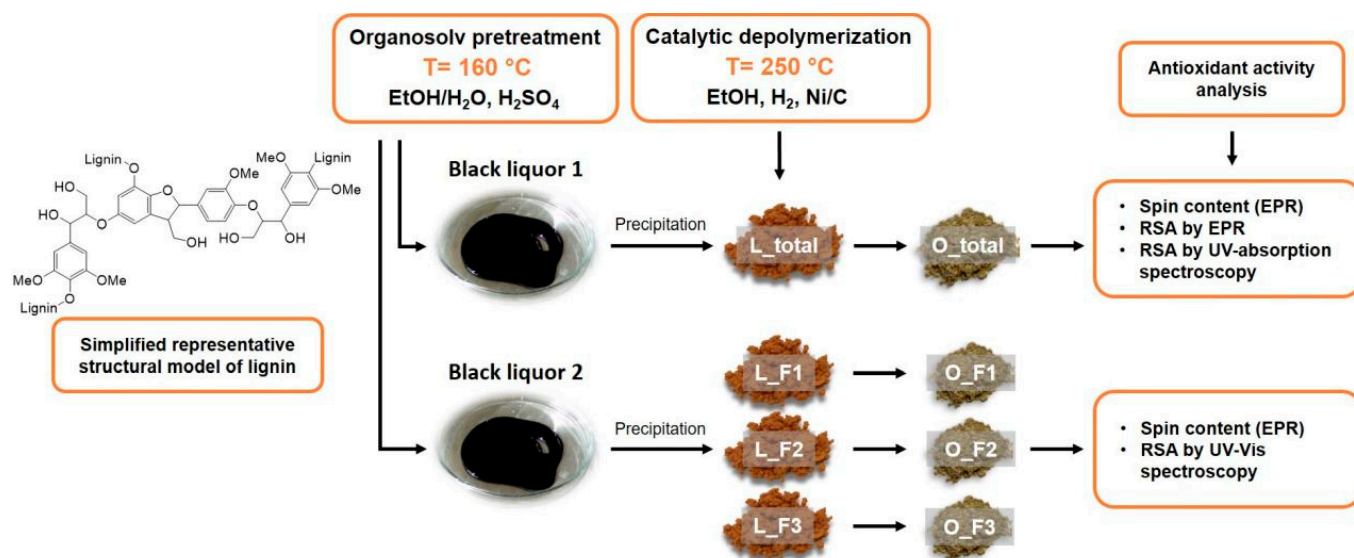 Organosolv pretreatment
T= 160 °C
EtOH/H₂O, H₂SO₄
Catalytic depolymerization
T= 250 °C
EtOH, H₂, Ni/C
Antioxidant activity
analysis
Lignin
O
HO
O
MeO
Lignin
O
OMe
MeO
HO
O
OMe
O
HO
O
OH
HO
OH
MeO
OMe
O
Lignin
Simplified representative
structural model of lignin
Black liquor 1
Precipitation
L_total
O_total
• Spin content (EPR)
• RSA by EPR
• RSA by UV-absorption
spectroscopy
Black liquor 2
Precipitation
L_F1
O_F1
L_F2
O_F2
L_F3
O_F3
• Spin content (EPR)
• RSA by UV-Vis
spectroscopy